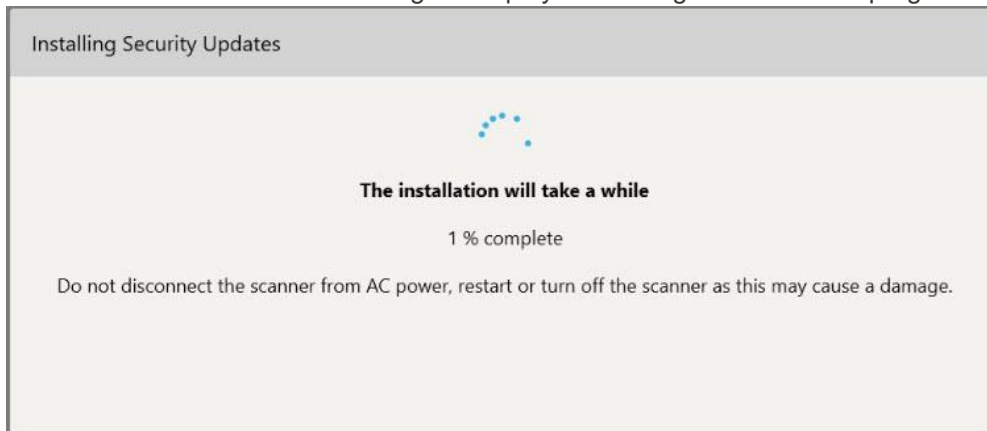 Installing Security Updates
The installation will take a while
1 % complete
Do not disconnect the scanner from AC power, restart or turn off the scanner as this may cause a damage.